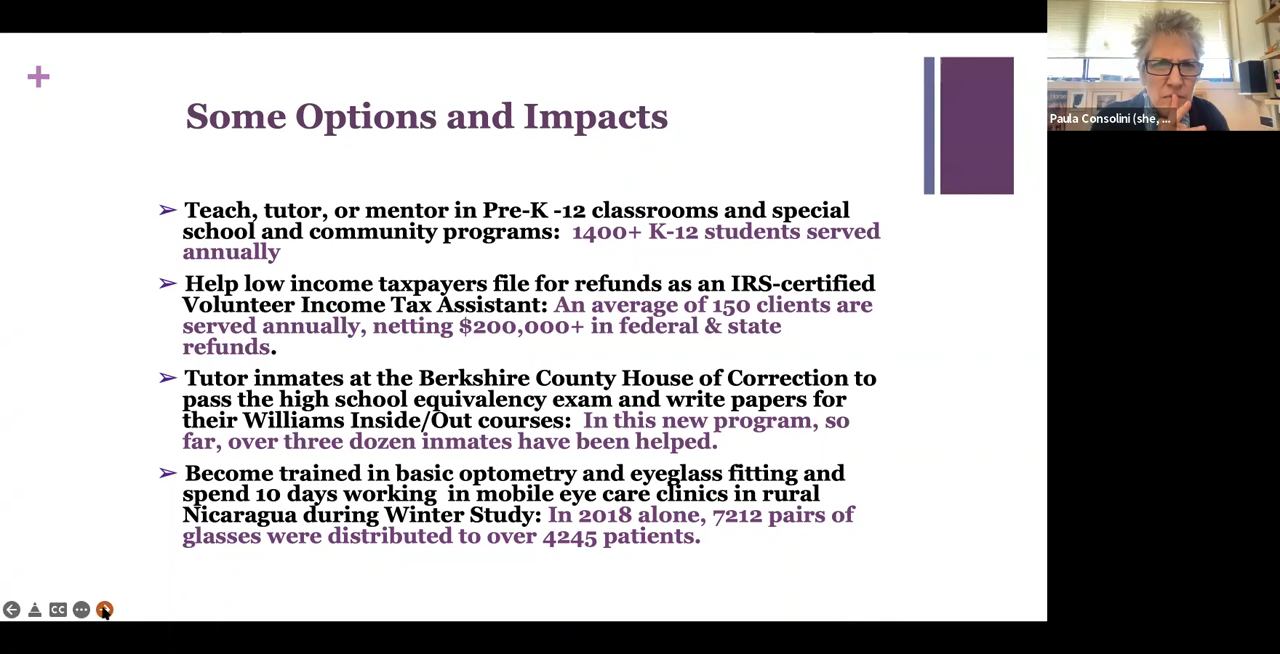 Some Options and Impacts
Teach, tutor, or mentor in Pre-K -12 classrooms and special
school and community programs:  1400+ K-12 students served
annually
Help low income taxpayers file for refunds as an IRS-certified
Volunteer Income Tax Assistant: An average of 150 clients are
served annually, netting $200,000+ in federal & state
refunds.
Tutor inmates at the Berkshire County House of Correction to
pass the high school equivalency exam and write papers for
their Williams Inside/Out courses:  In this new program, so
far, over three dozen inmates have been helped.
Become trained in basic optometry and eyeglass fitting and
spend 10 days working  in mobile eye care clinics in rural
Nicaragua during Winter Study: In 2018 alone, 7212 pairs of
glasses were distributed to over 4245 patients.
Paula Consolini (she, ...
CC